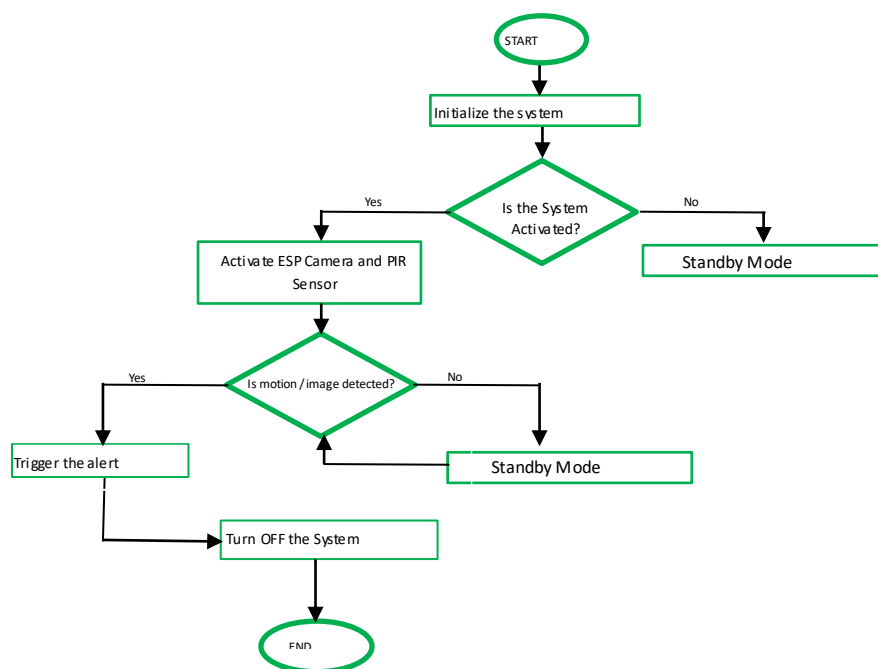 START
Initialize the system
Is the System
Activated?
Yes
No
Activate ESP Camera and PIR
Sensor
Standby Mode
Is motion / image detected?
Yes
No
Trigger the alert
Standby Mode
Turn OFF the System
END